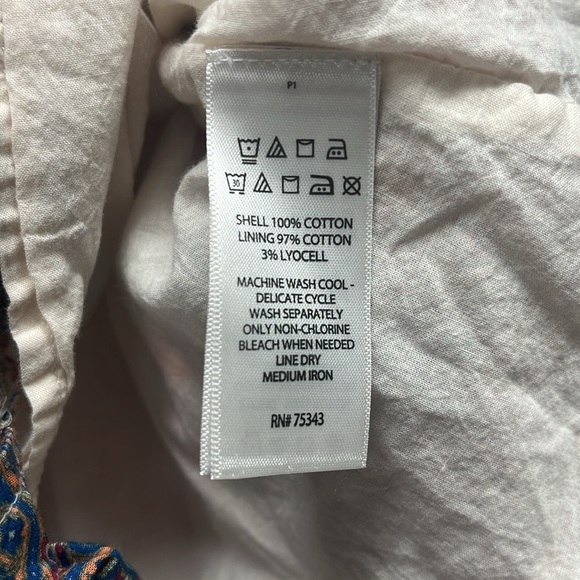 P1
30
SHELL 100% COTTON
LINING 97% COTTON
3% LYOCELL
MACHINE WASH COOL -
DELICATE CYCLE
WASH SEPARATELY
ONLY NON-CHLORINE
BLEACH WHEN NEEDED
LINE DRY
MEDIUM IRON
RN# 75343